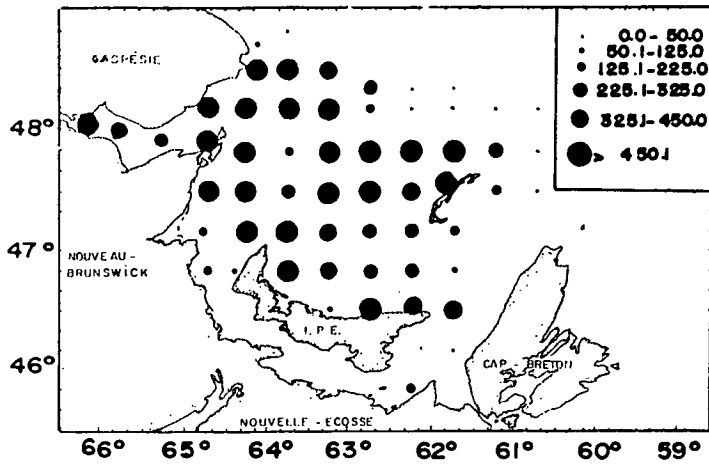 GASPÉSIE
0.0 – 50.0
50.1–125.0
125.1–225.0
225.1–325.0
325.1–450.0
> 450.1
48°
47°
46°
NOUVEAU-
BRUNSWICK
I. P. E.
CAP - BRETON
NOUVELLE - ECOSSE
66° 65° 64° 63° 62° 61° 60° 59°